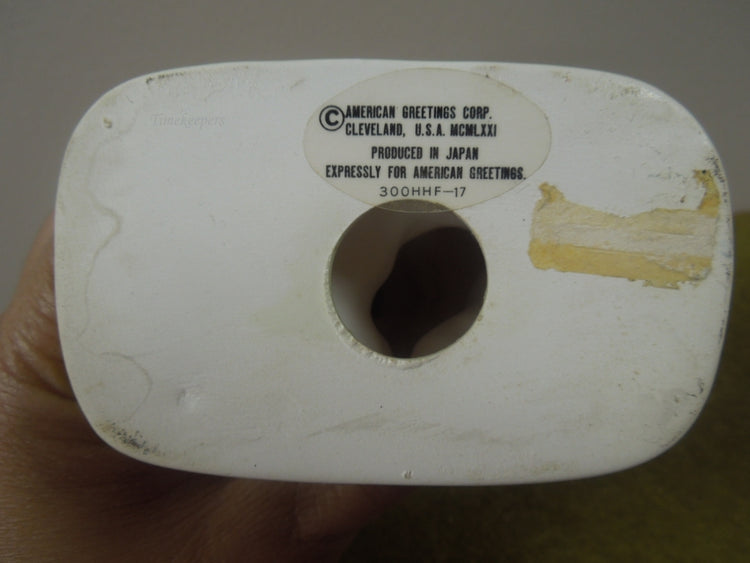 Timekeepers
© AMERICAN GREETINGS CORP.
CLEVELAND, U.S.A. MCMLXXI
PRODUCED IN JAPAN
EXPRESSLY FOR AMERICAN GREETINGS.
300HHF-17